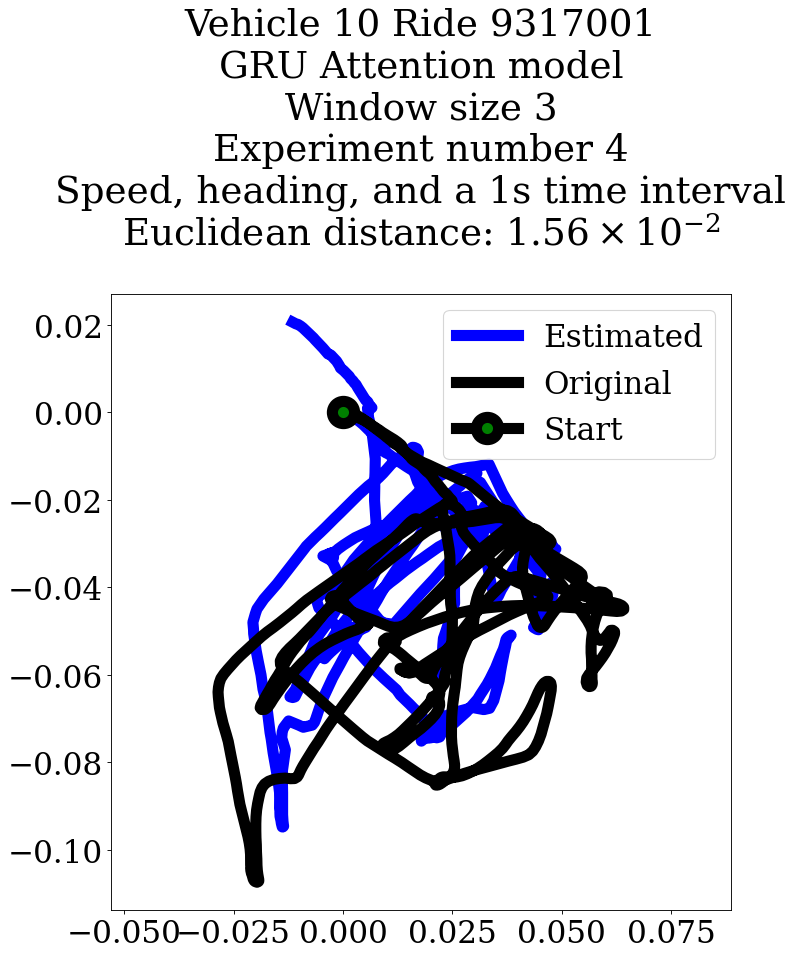 Vehicle 10 Ride 9317001
GRU Attention model
Window size 3
Experiment number 4
Speed, heading, and a 1s time interval
Euclidean distance: 1.56 × 10⁻²
Estimated
Original
Start
0.02
0.00
−0.02
−0.04
−0.06
−0.08
−0.10
−0.050 −0.025 0.000 0.025 0.050 0.075